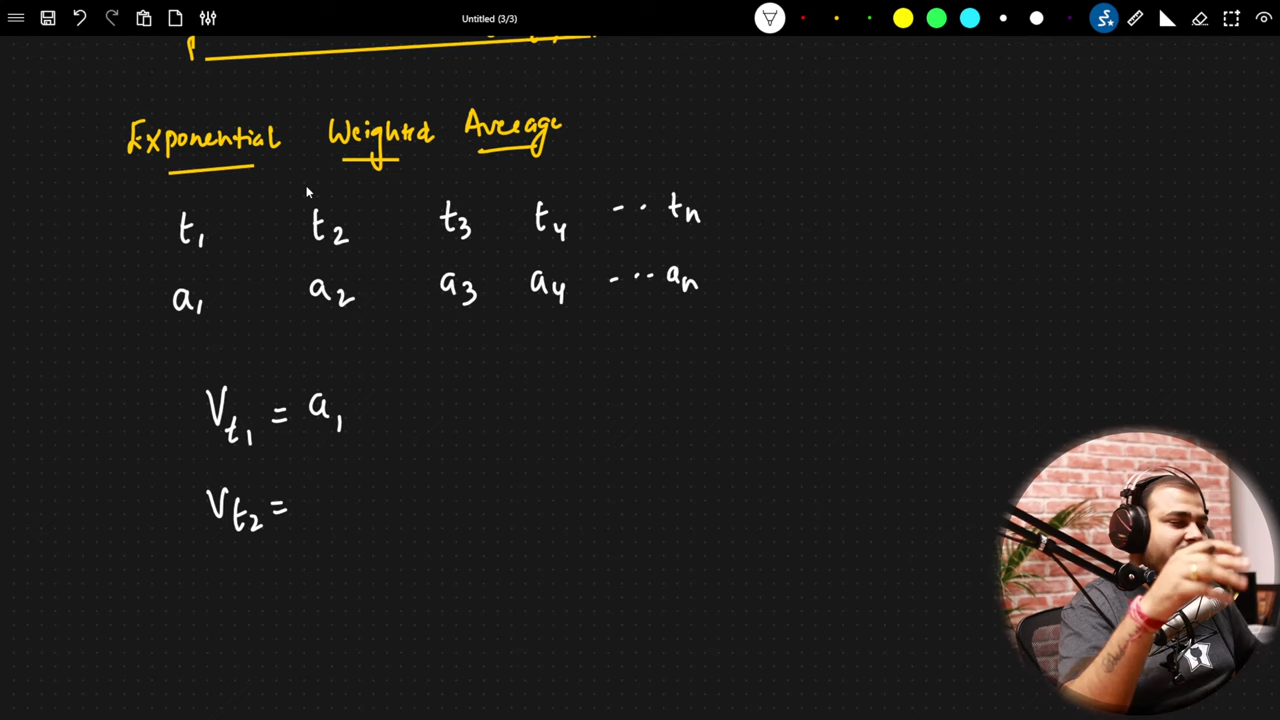 Untitled (3/3)
Exponential Weighted Average
t1 t2 t3 t4 ... tn
a1 a2 a3 a4 ... an
Vt1 = a1
Vt2 =